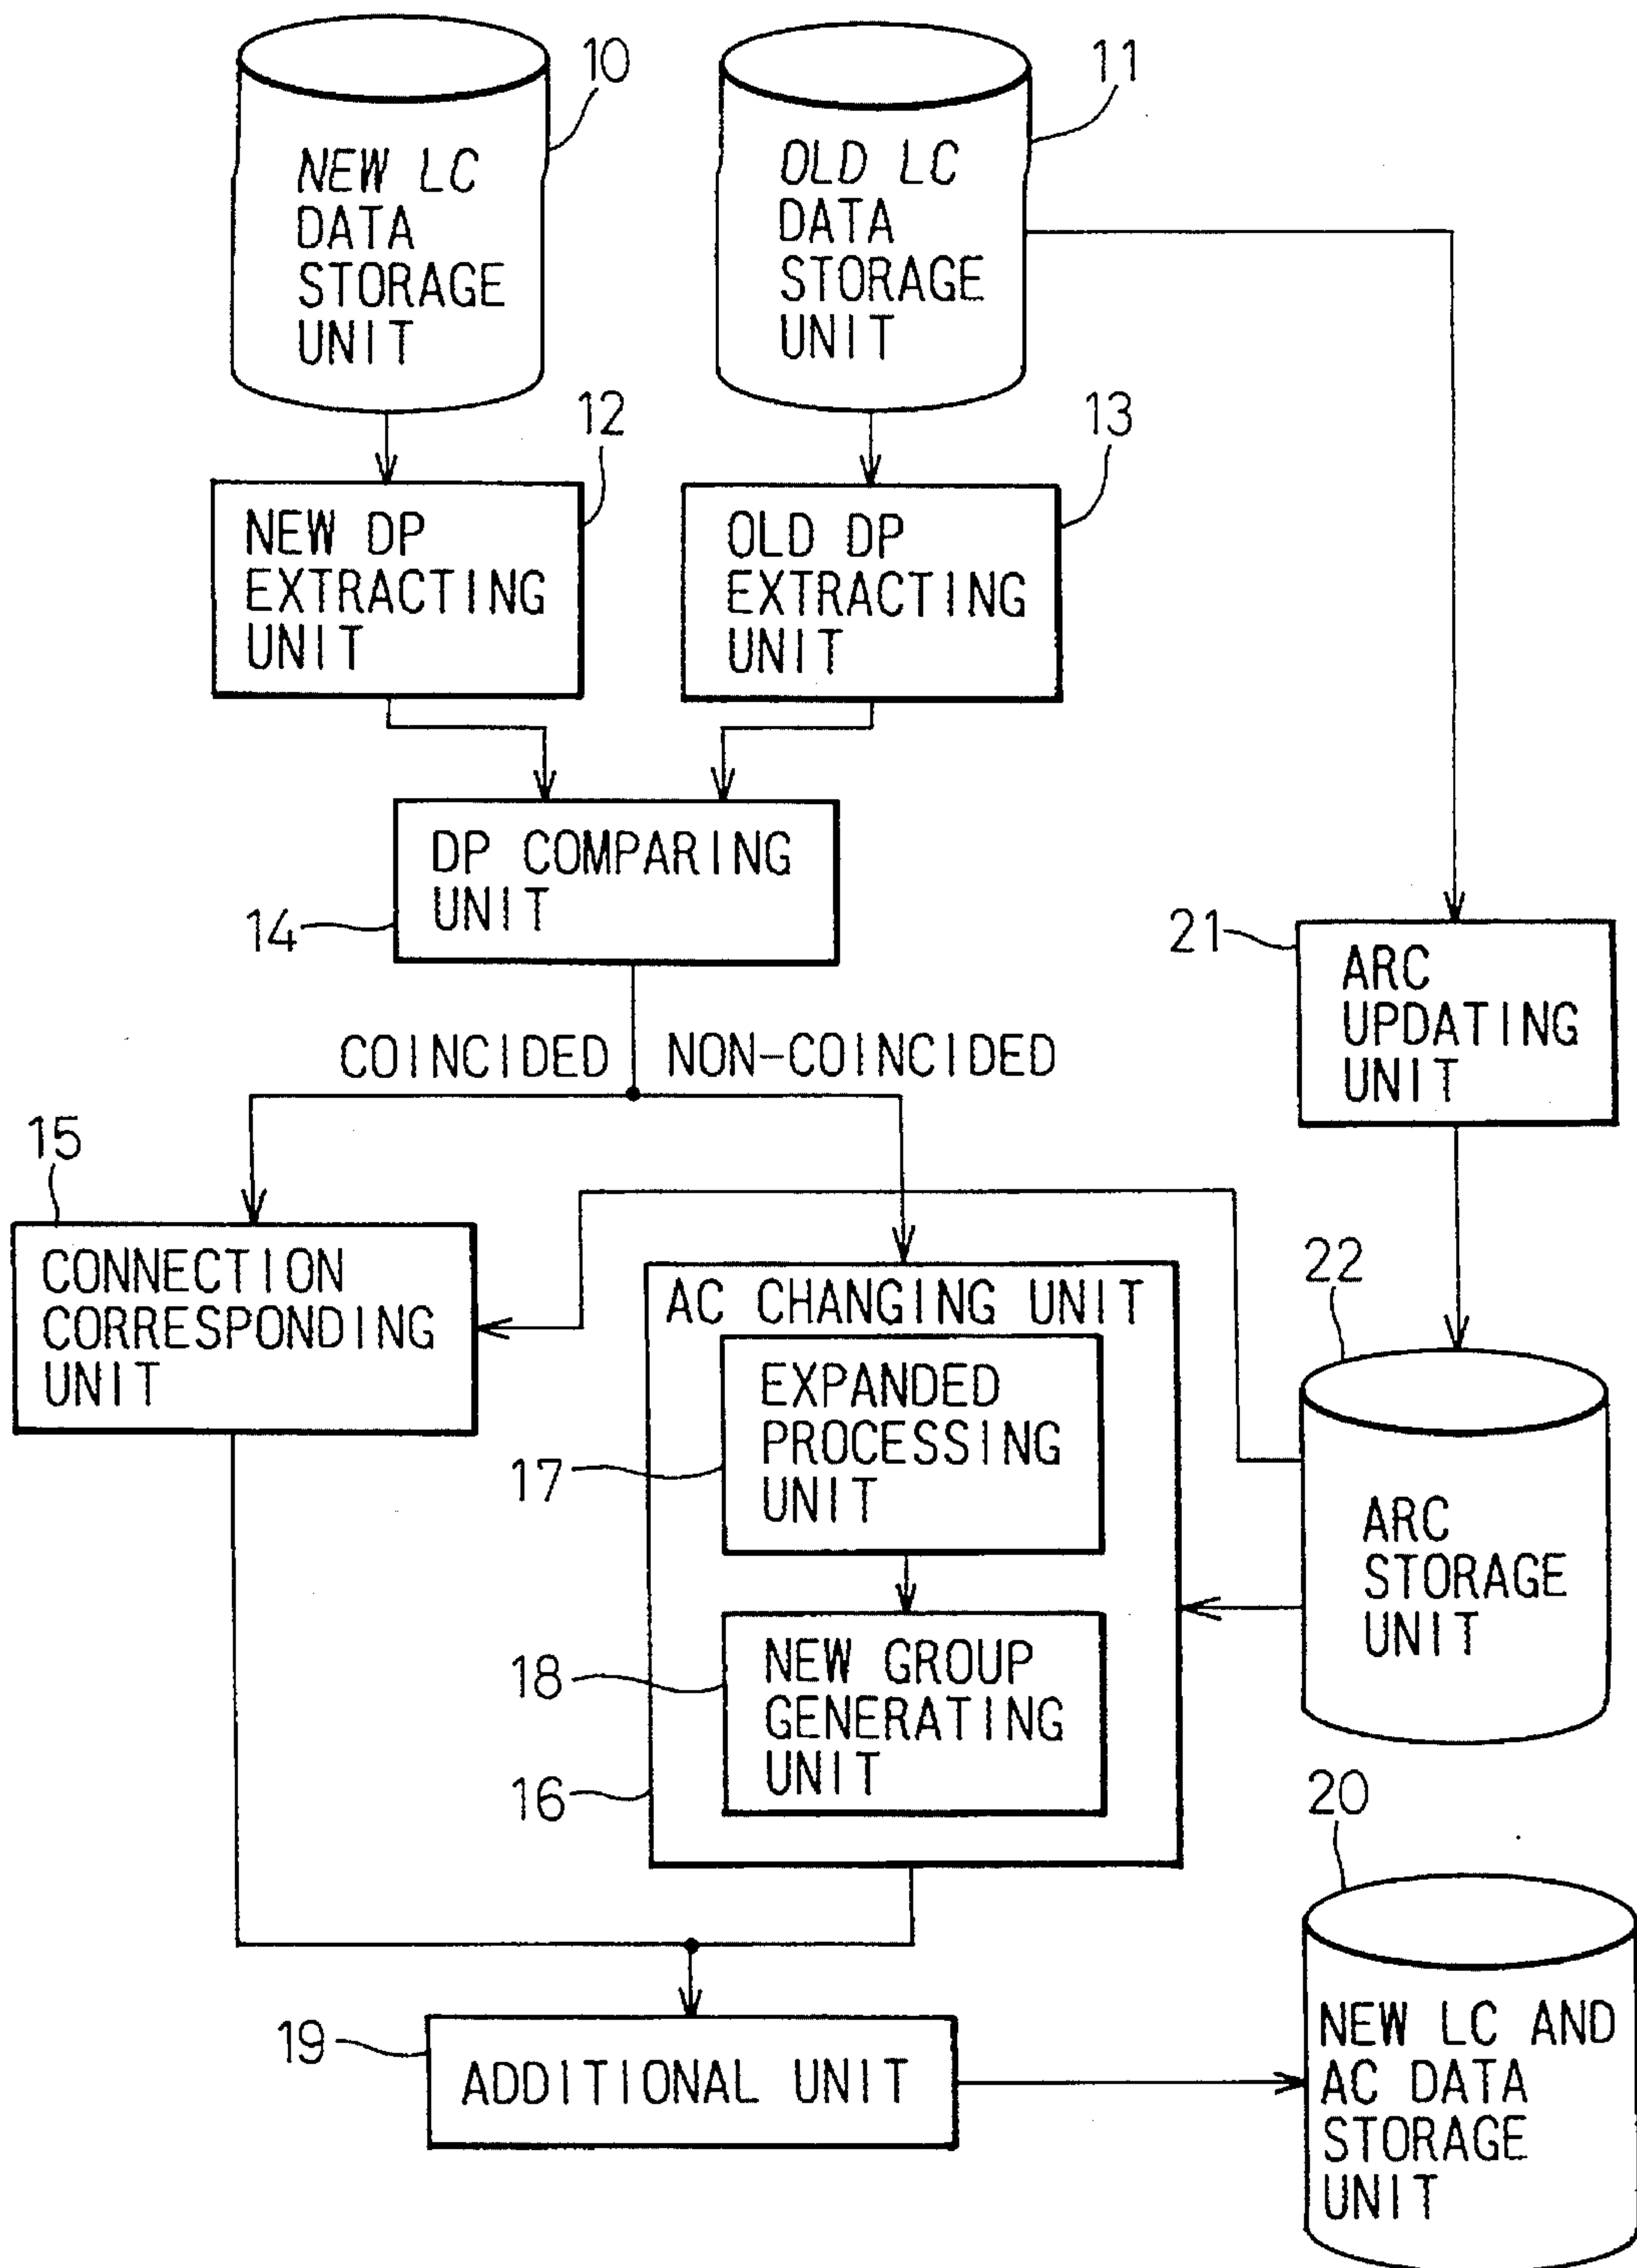 10
11
NEW LC
DATA
STORAGE
UNIT
OLD LC
DATA
STORAGE
UNIT
12
13
NEW DP
EXTRACTING
UNIT
OLD DP
EXTRACTING
UNIT
DP COMPARING
UNIT
14
21
ARC
UPDATING
UNIT
COINCIDED
NON-COINCIDED
15
CONNECTION
CORRESPONDING
UNIT
AC CHANGING UNIT
22
EXPANDED
PROCESSING
UNIT
17
ARC
STORAGE
UNIT
NEW GROUP
GENERATING
UNIT
18
16
20
19
ADDITIONAL UNIT
NEW LC AND
AC DATA
STORAGE
UNIT